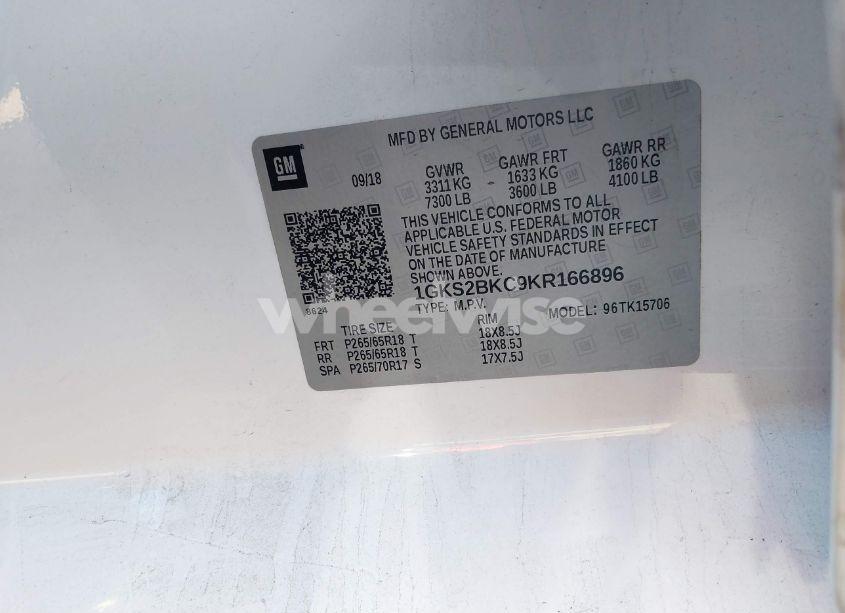 MFD BY GENERAL MOTORS LLC
GM
09/18
GVWR GAWR FRT GAWR RR
3311 KG - 1633 KG 1860 KG
7300 LB 3600 LB 4100 LB
THIS VEHICLE CONFORMS TO ALL
APPLICABLE U.S. FEDERAL MOTOR
VEHICLE SAFETY STANDARDS IN EFFECT
ON THE DATE OF MANUFACTURE
SHOWN ABOVE.
1GKS2BKC9KR166896
8624
TYPE: M.P.V. MODEL: 96TK15706
wheelwise
TIRE SIZE RIM
FRT P265/65R18 T 18X8.5J
RR P265/65R18 T 18X8.5J
SPA P265/70R17 S 17X7.5J